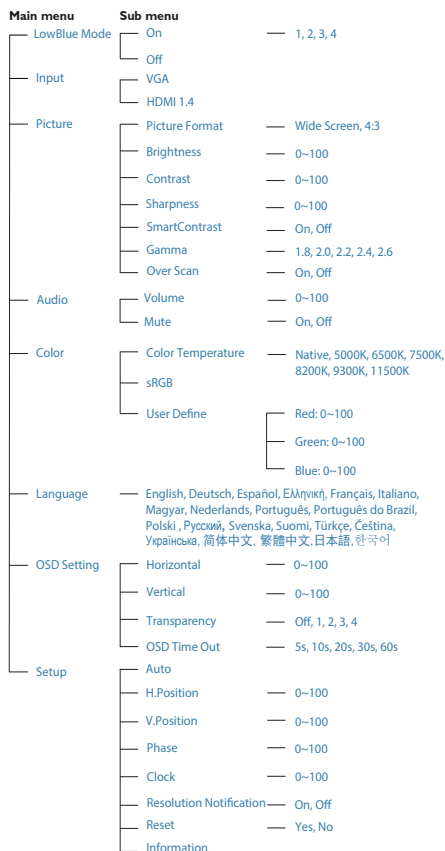 Main menu Sub menu
LowBlue Mode On 1, 2, 3, 4
Off
Input VGA
HDMI 1.4
Picture Picture Format Wide Screen, 4:3
Brightness 0~100
Contrast 0~100
Sharpness 0~100
SmartContrast On, Off
Gamma 1.8, 2.0, 2.2, 2.4, 2.6
Over Scan On, Off
Audio Volume 0~100
Mute On, Off
Color Color Temperature Native, 5000K, 6500K, 7500K,
8200K, 9300K, 11500K
sRGB
User Define Red: 0~100
Green: 0~100
Blue: 0~100
Language English, Deutsch, Español, Ελληνική, Français, Italiano,
Magyar, Nederlands, Português, Português do Brazil,
Polski , Русский, Svenska, Suomi, Türkçe, Čeština,
Українська, 简体中文, 繁體中文,日本語,한국어
OSD Setting Horizontal 0~100
Vertical 0~100
Transparency Off, 1, 2, 3, 4
OSD Time Out 5s, 10s, 20s, 30s, 60s
Setup Auto
H.Position 0~100
V.Position 0~100
Phase 0~100
Clock 0~100
Resolution Notification On, Off
Reset Yes, No
Information